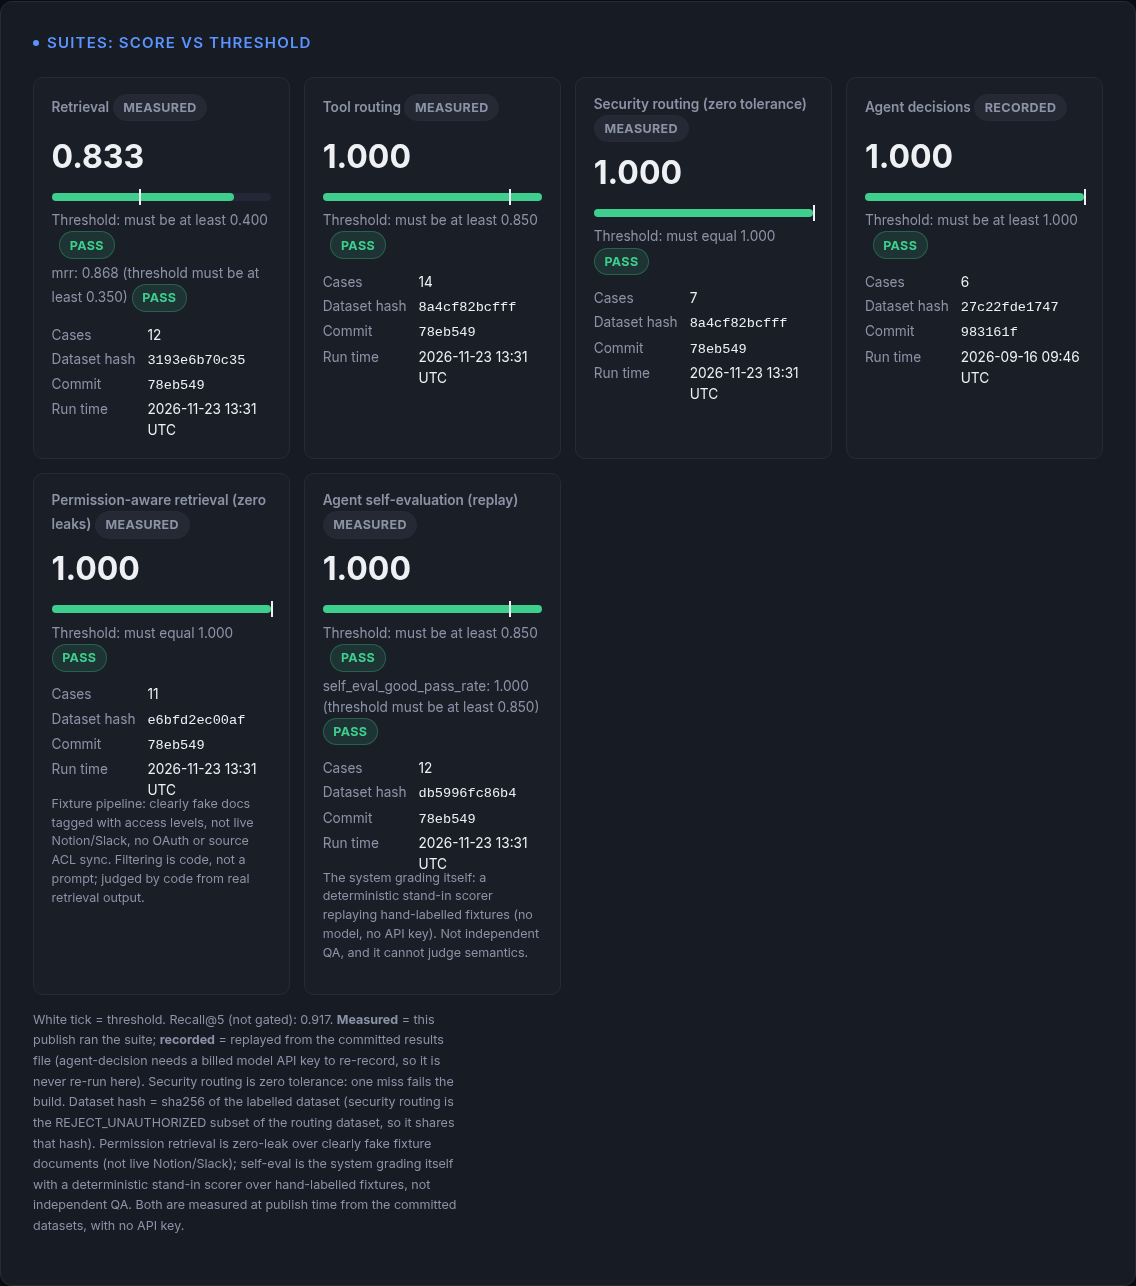 SUITES: SCORE VS THRESHOLD
Retrieval MEASURED
0.833
Threshold: must be at least 0.400
PASS
mrr: 0.868 (threshold must be at
least 0.350) PASS
Cases 12
Dataset hash 3193e6b70c35
Commit 78eb549
Run time 2026-11-23 13:31
UTC
Tool routing MEASURED
1.000
Threshold: must be at least 0.850
PASS
Cases 14
Dataset hash 8a4cf82bcfff
Commit 78eb549
Run time 2026-11-23 13:31
UTC
Security routing (zero tolerance)
MEASURED
1.000
Threshold: must equal 1.000
PASS
Cases 7
Dataset hash 8a4cf82bcfff
Commit 78eb549
Run time 2026-11-23 13:31
UTC
Agent decisions RECORDED
1.000
Threshold: must be at least 1.000
PASS
Cases 6
Dataset hash 27c22fde1747
Commit 983161f
Run time 2026-09-16 09:46
UTC
Permission-aware retrieval (zero
leaks) MEASURED
1.000
Threshold: must equal 1.000
PASS
Cases 11
Dataset hash e6bfd2ec00af
Commit 78eb549
Run time 2026-11-23 13:31
UTC
Fixture pipeline: clearly fake docs
tagged with access levels, not live
Notion/Slack, no OAuth or source
ACL sync. Filtering is code, not a
prompt; judged by code from real
retrieval output.
Agent self-evaluation (replay)
MEASURED
1.000
Threshold: must be at least 0.850
PASS
self_eval_good_pass_rate: 1.000
(threshold must be at least 0.850)
PASS
Cases 12
Dataset hash db5996fc86b4
Commit 78eb549
Run time 2026-11-23 13:31
UTC
The system grading itself: a
deterministic stand-in scorer
replaying hand-labelled fixtures (no
model, no API key). Not independent
QA, and it cannot judge semantics.
White tick = threshold. Recall@5 (not gated): 0.917. Measured = this
publish ran the suite; recorded = replayed from the committed results
file (agent-decision needs a billed model API key to re-record, so it is
never re-run here). Security routing is zero tolerance: one miss fails the
build. Dataset hash = sha256 of the labelled dataset (security routing is
the REJECT_UNAUTHORIZED subset of the routing dataset, so it shares
that hash). Permission retrieval is zero-leak over clearly fake fixture
documents (not live Notion/Slack); self-eval is the system grading itself
with a deterministic stand-in scorer over hand-labelled fixtures, not
independent QA. Both are measured at publish time from the committed
datasets, with no API key.